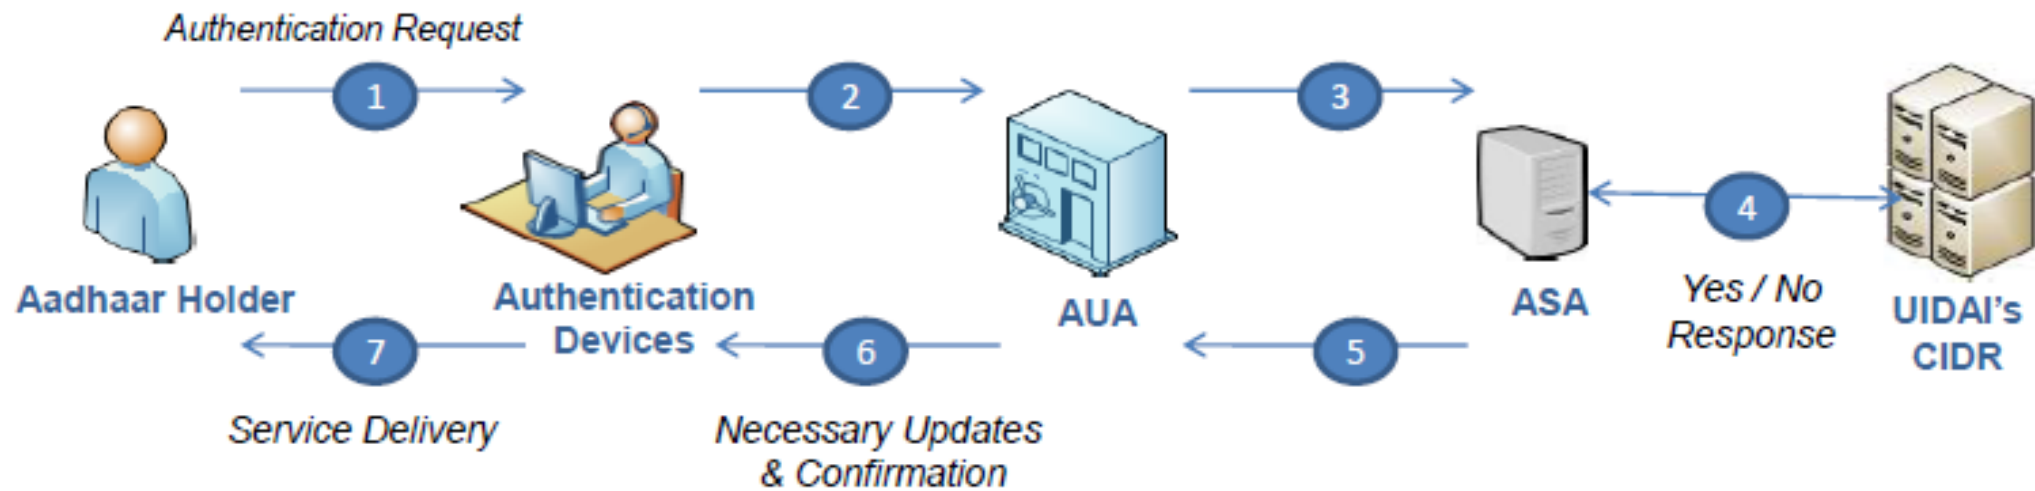 Authentication Request
1
2
3
4
Aadhaar Holder
Authentication
Devices
AUA
ASA
Yes / No
Response
UIDAI's
CIDR
7
6
5
Service Delivery
Necessary Updates
& Confirmation